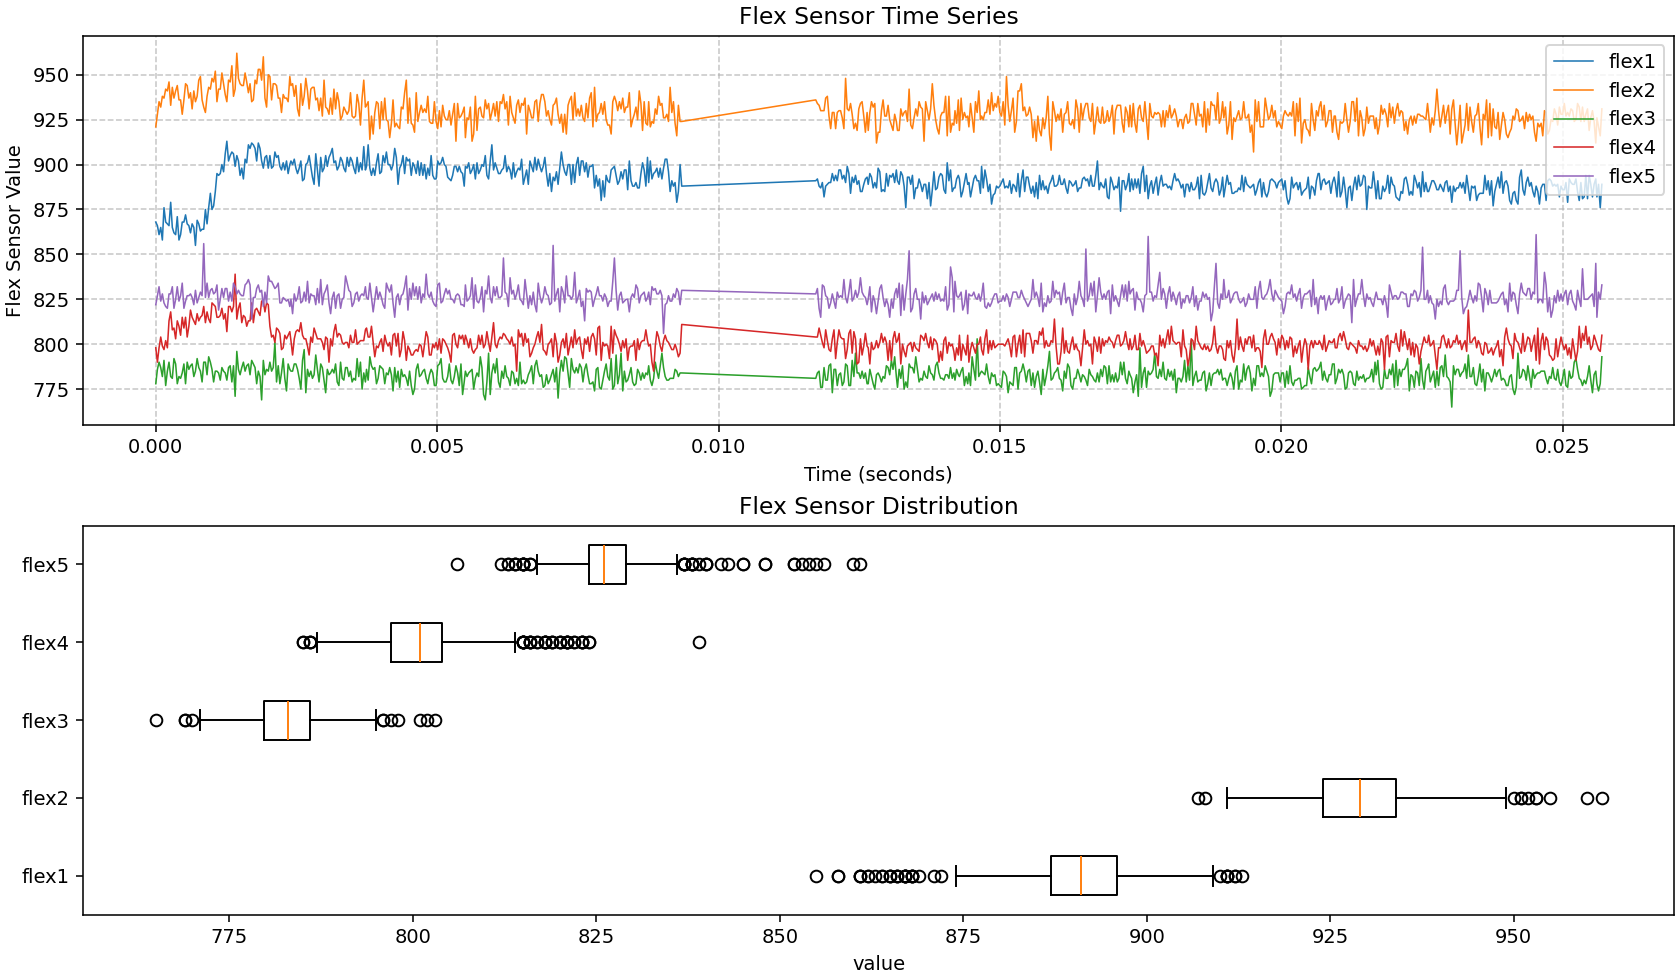 Flex Sensor Time Series
Flex Sensor Value
950
925
900
875
850
825
800
775
flex1
flex2
flex3
flex4
flex5
0.000 0.005 0.010 0.015 0.020 0.025
Time (seconds)
Flex Sensor Distribution
flex5
flex4
flex3
flex2
flex1
775 800 825 850 875 900 925 950
value